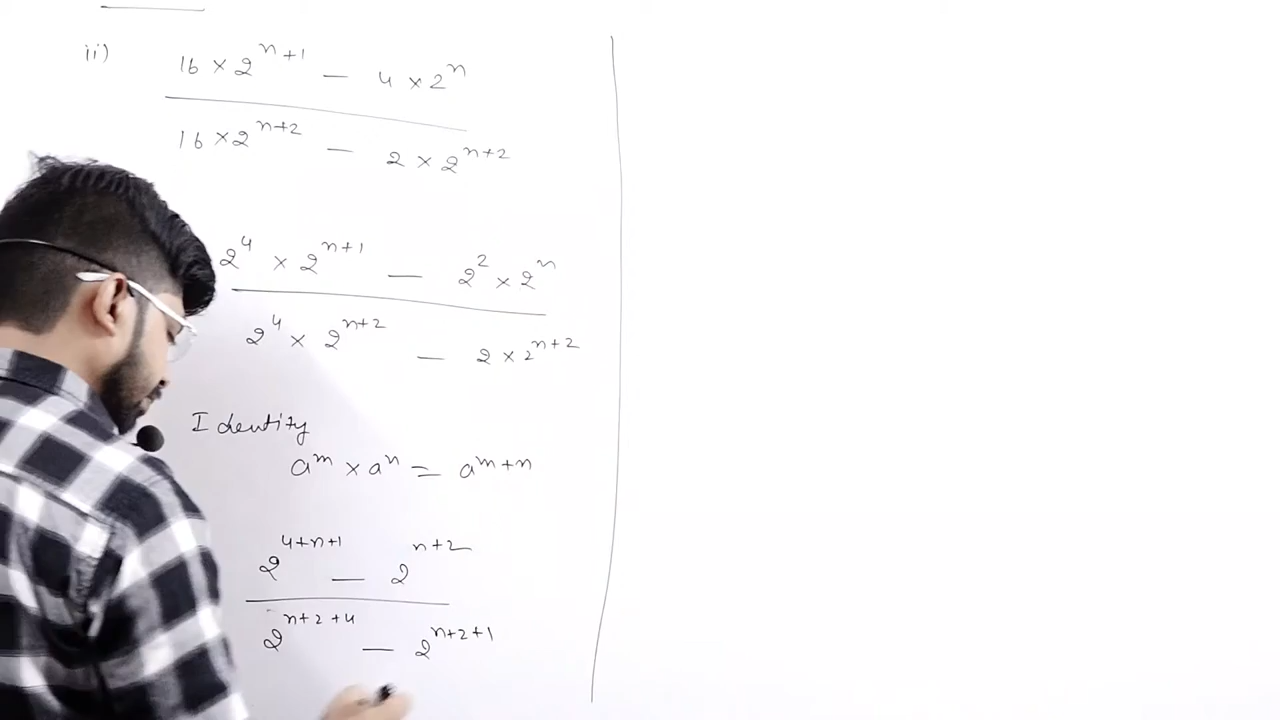 ii) 16 × 2^{n+1} — 4 × 2^n
16 × 2^{n+2} — 2 × 2^{n+2}
2^4 × 2^{n+1} — 2^2 × 2^n
2^4 × 2^{n+2} — 2 × 2^{n+2}
Identity
a^m × a^n = a^{m+n}
2^{4+n+1} — 2^{n+2}
2^{n+2+4} — 2^{n+2+1}